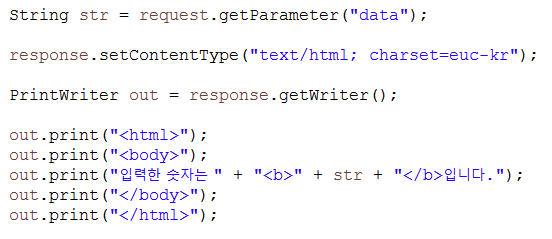 String str = request.getParameter("data");
response.setContentType("text/html; charset=euc-kr");
PrintWriter out = response.getWriter();
out.print("<html>");
out.print("<body>");
out.print("입력한 숫자는 " + "<b>" + str + "</b>입니다.");
out.print("</body>");
out.print("</html>");